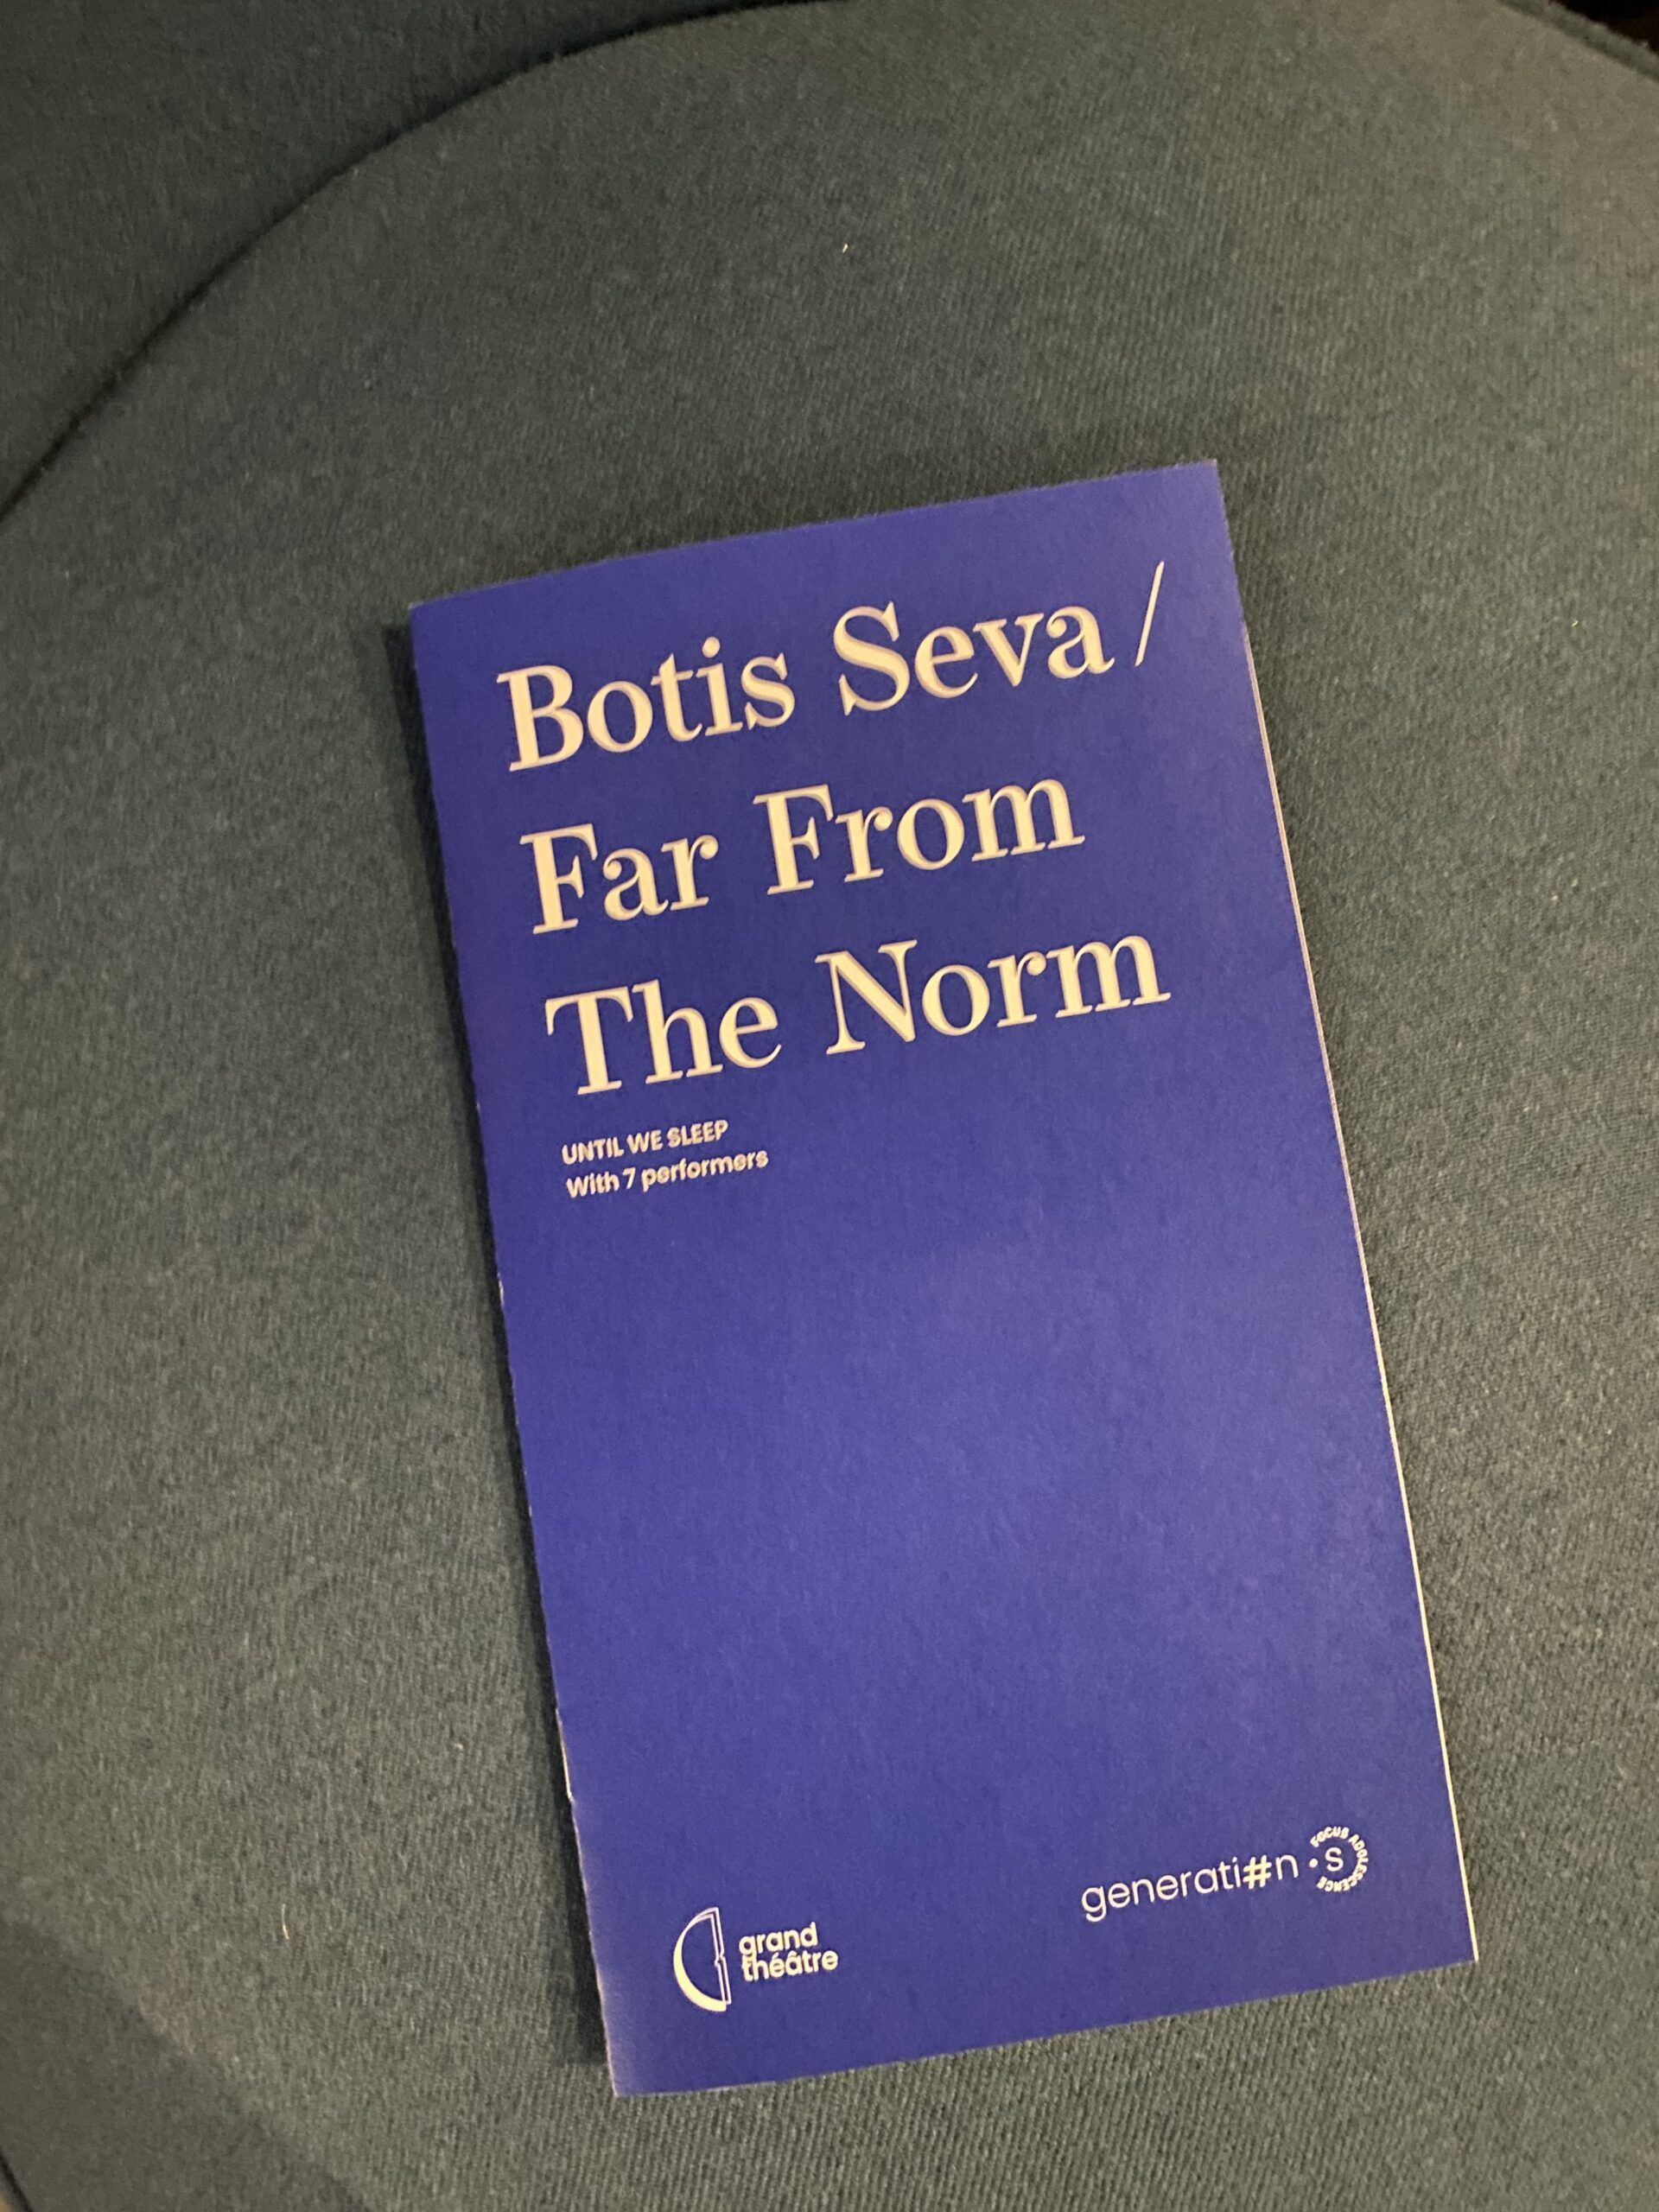 Botis Seva /
Far From
The Norm
UNTIL WE SLEEP
With 7 performers
generati#n • s
FOCUS ADOLESCENCE
grand
théâtre